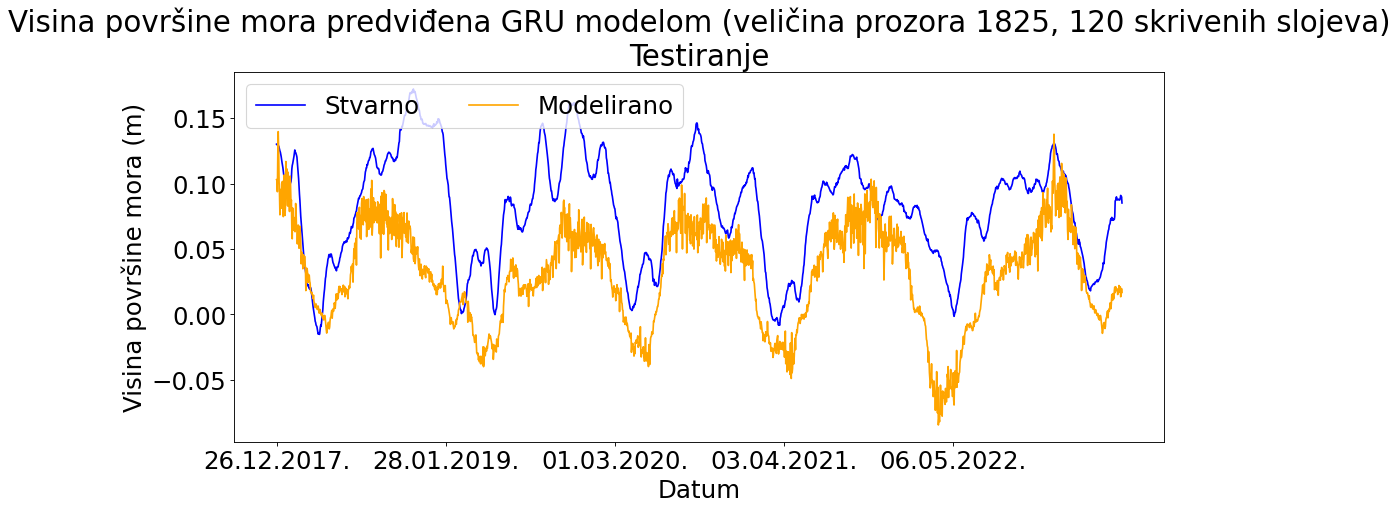 Visina površine mora predviđena GRU modelom (veličina prozora 1825, 120 skrivenih slojeva)
Testiranje
Stvarno Modelirano
Visina površine mora (m)
0.15
0.10
0.05
0.00
−0.05
26.12.2017. 28.01.2019. 01.03.2020. 03.04.2021. 06.05.2022.
Datum